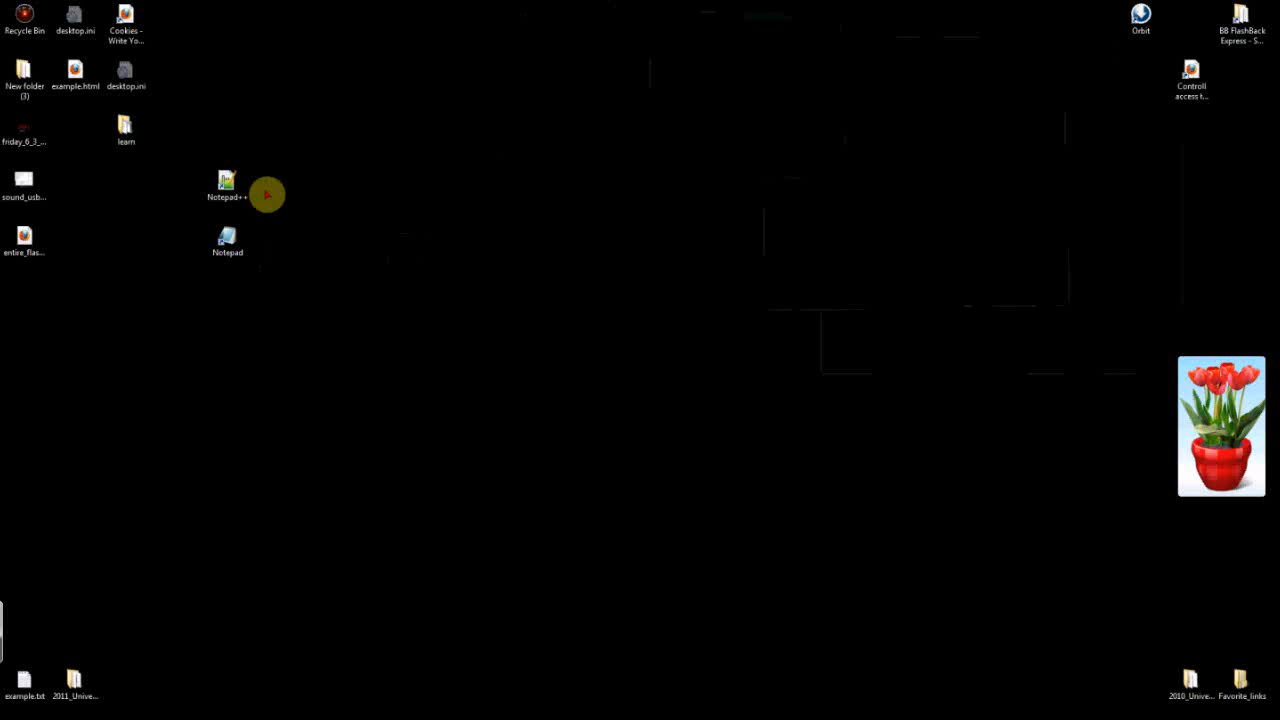 Recycle Bin
desktop.ini
Cookies -
Write Yo...
Orbit
BB FlashBack
Express - S...
New folder
(3)
example.html
desktop.ini
Controll
access t...
friday_6_3_...
learn
sound_usb...
Notepad++
entire_flas...
Notepad
example.txt
2011_Unive...
2010_Unive...
Favorite_links